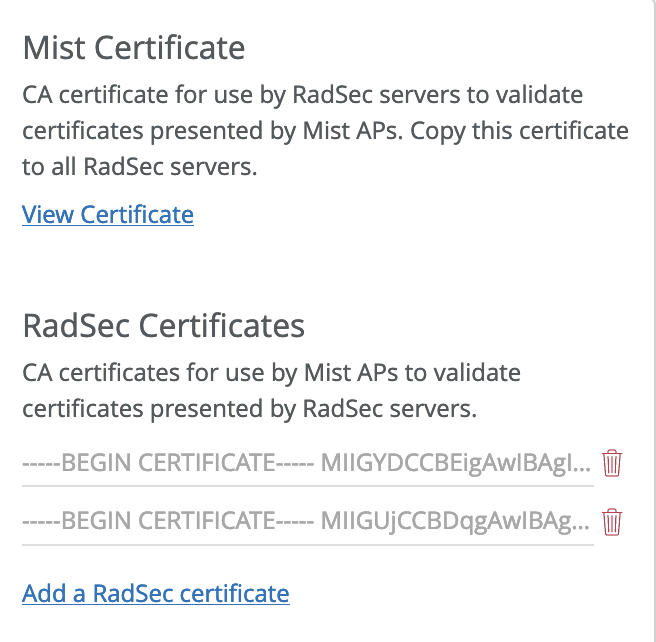 Mist Certificate
CA certificate for use by RadSec servers to validate
certificates presented by Mist APs. Copy this certificate
to all RadSec servers.
View Certificate
RadSec Certificates
CA certificates for use by Mist APs to validate
certificates presented by RadSec servers.
-----BEGIN CERTIFICATE----- MIIGYDCCBEigAwIBAgI...
-----BEGIN CERTIFICATE----- MIIGUjCCBDqgAwIBAg...
Add a RadSec certificate